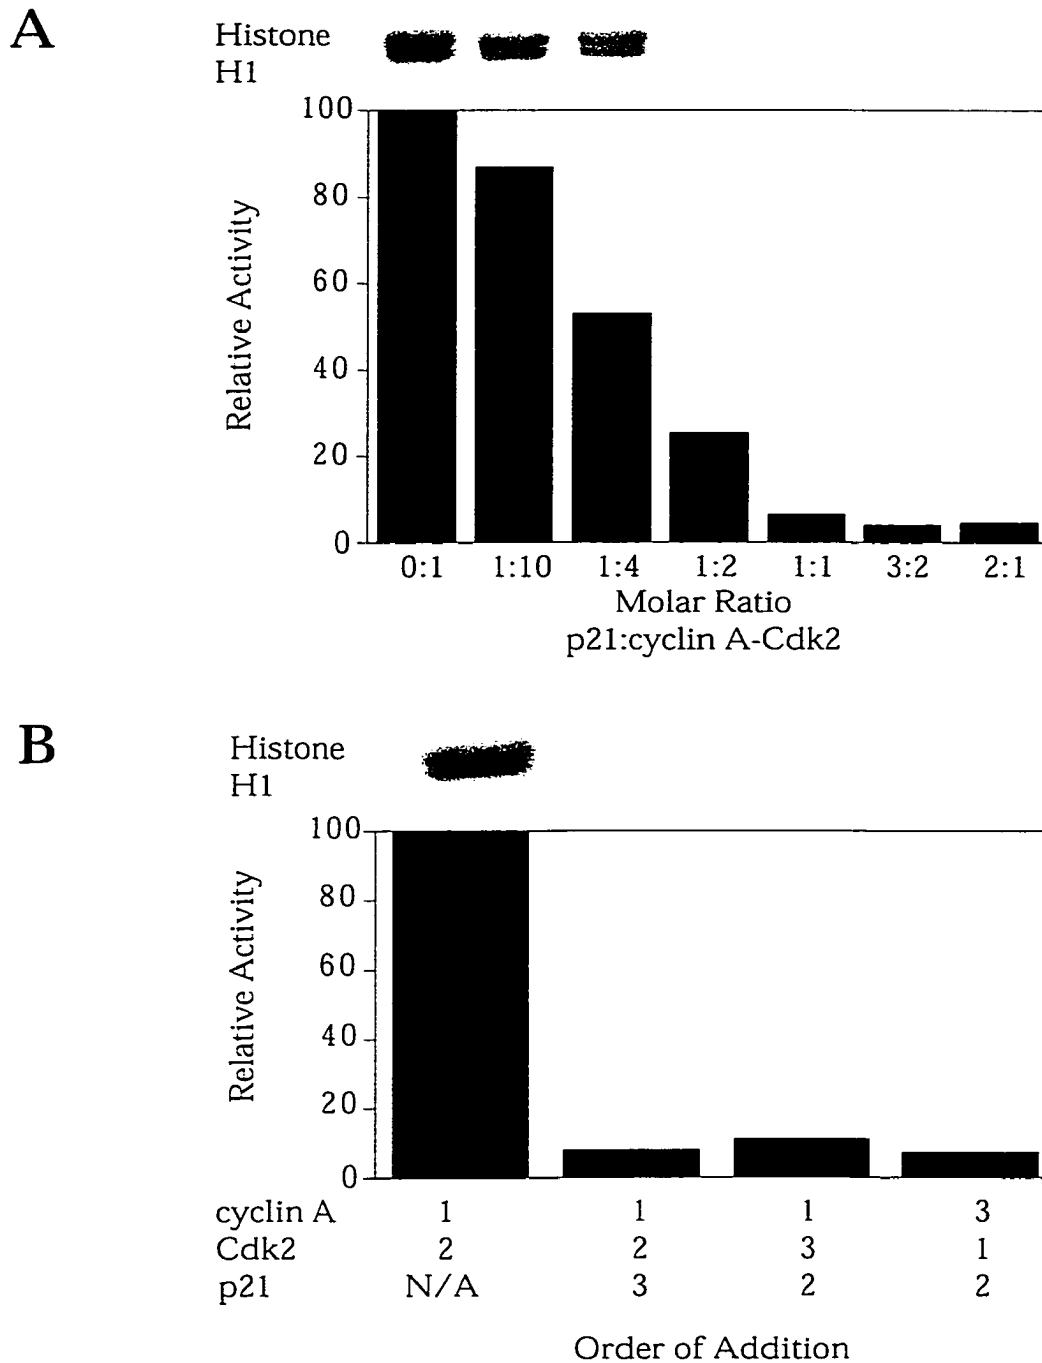 A
Histone
H1
100
80
60
40
20
0
Relative Activity
0:1 1:10 1:4 1:2 1:1 3:2 2:1
Molar Ratio
p21:cyclin A-Cdk2
B
Histone
H1
100
80
60
40
20
0
Relative Activity
cyclin A 1 1 1 3
Cdk2 2 2 3 1
p21 N/A 3 2 2
Order of Addition